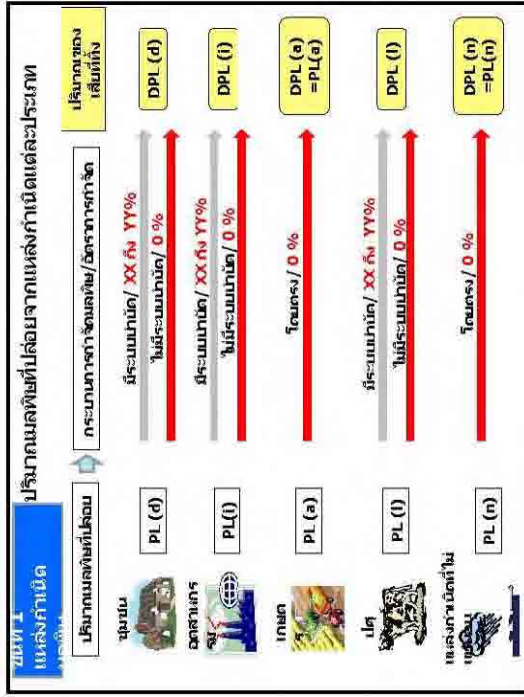 ขั้นที่ 1
แหล่งกำเนิด
ปริมาณมลพิษที่ปล่อยจากแหล่งกำเนิดแต่ละประเภท
ปริมาณมลพิษที่ปล่อย
กระบวนการกำจัดมลพิษ/อัตราการกำจัด
ปริมาณของ
เสียที่ทิ้ง
ชุมชน
PL (d)
มีระบบบำบัด/ XX ถึง YY%
ไม่มีระบบบำบัด/ 0 %
DPL (d)
อุตสาหกร
รม
PL(i)
มีระบบบำบัด/ XX ถึง YY%
ไม่มีระบบบำบัด/ 0 %
DPL (i)
เกษต
ร
PL (a)
โดยตรง/ 0 %
DPL (a)
=PL(a)
PL (l)
มีระบบบำบัด/ XX ถึง YY%
ไม่มีระบบบำบัด/ 0 %
DPL (l)
แหล่งกำเนิดที่ไม่
PL (n)
โดยตรง/ 0 %
DPL (n)
=PL(n)